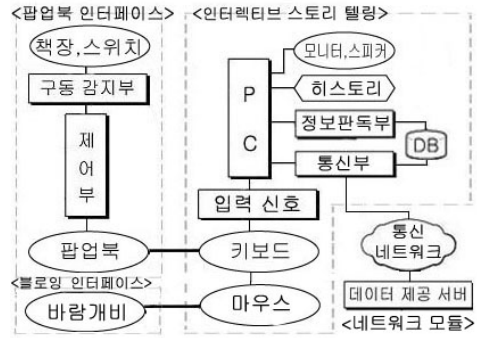 <팝업북 인터페이스>
책장,스위치
구동 감지부
제
어
부
팝업북
<블로잉 인터페이스>
바람개비
<인터렉티브 스토리 텔링>
모니터,스피커
P
C
히스토리
정보판독부
DB
통신부
입력 신호
키보드
마우스
통신
네트워크
데이터 제공 서버
<네트워크 모듈>